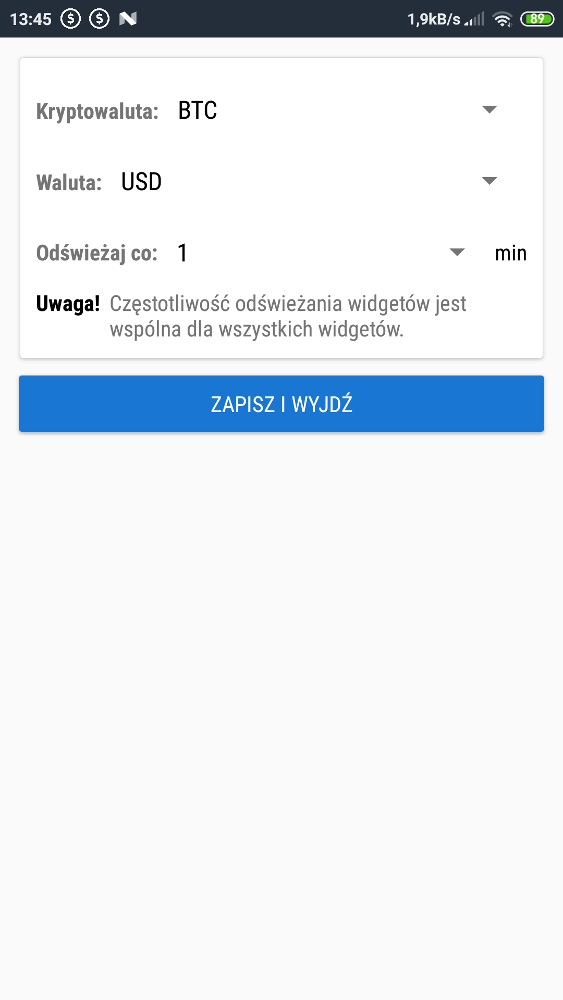 13:45 1,9kB/s 89
Kryptowaluta: BTC
Waluta: USD
Odświeżaj co: 1 min
Uwaga! Częstotliwość odświeżania widgetów jest
wspólna dla wszystkich widgetów.
ZAPISZ I WYJDŹ